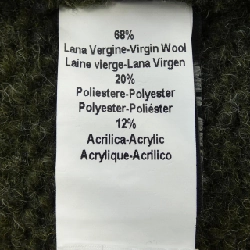 68%
Lana Vergine-Virgin Wool
Laine vierge-Lana Virgen
20%
Poliestere-Polyester
Polyester-Poliéster
12%
Acrilica-Acrylic
Acrylique-Acrilico